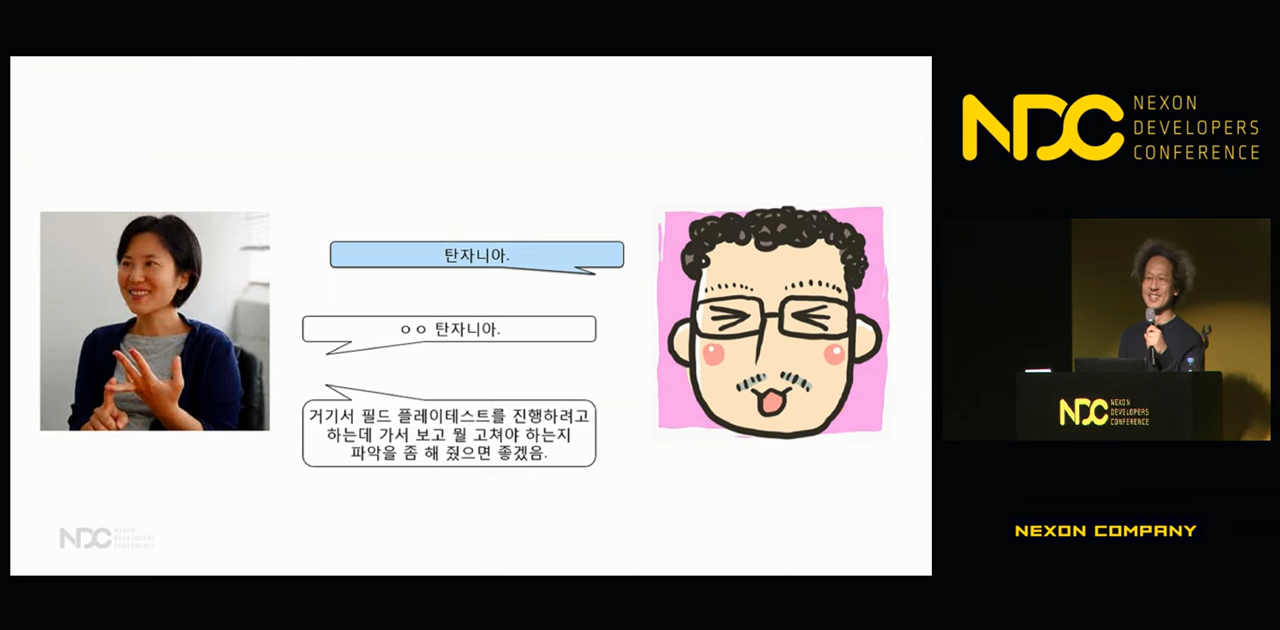 탄자니아.
ㅇㅇ 탄자니아.
거기서 필드 플레이테스트를 진행하려고
하는데 가서 보고 뭘 고쳐야 하는지
파악을 좀 해 줬으면 좋겠음.
NDC
NEXON
DEVELOPERS
CONFERENCE
NDC
NEXON
DEVELOPERS
CONFERENCE
NDC
NEXON
DEVELOPERS
CONFERENCE
NEXON COMPANY